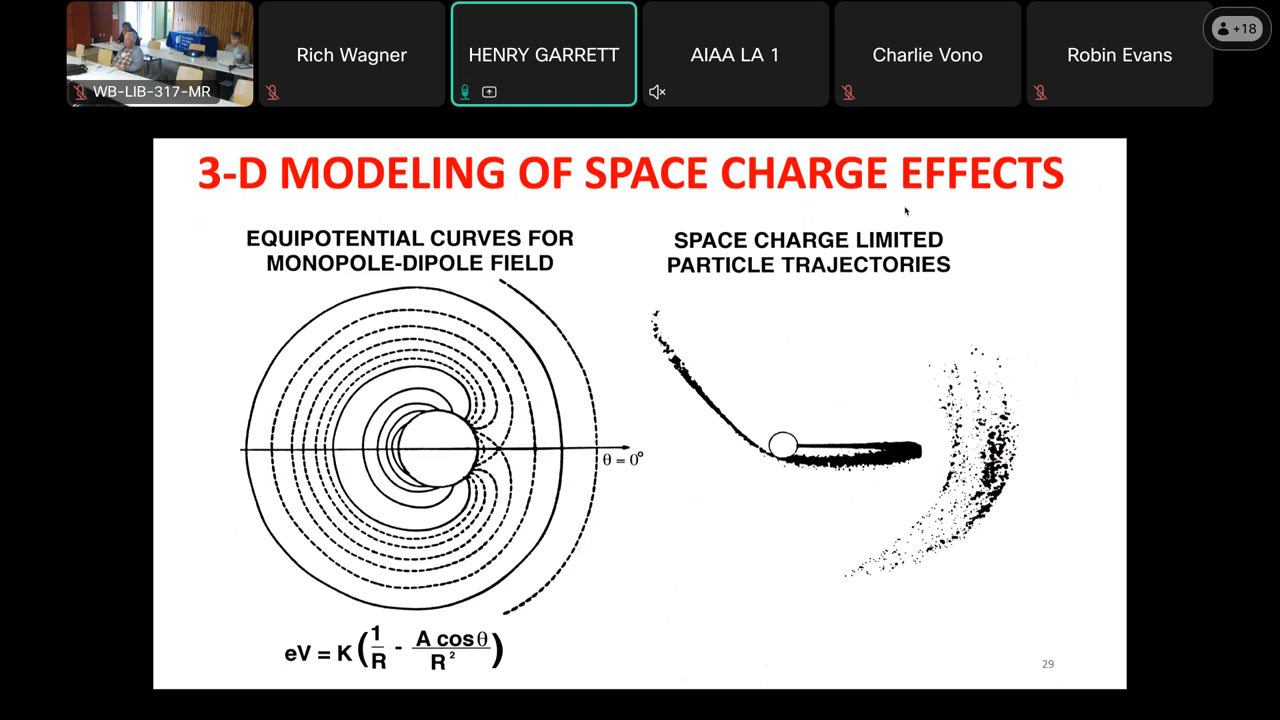 WB-LIB-317-MR
Rich Wagner
HENRY GARRETT
AIAA LA 1
Charlie Vono
Robin Evans
+18
3-D MODELING OF SPACE CHARGE EFFECTS
EQUIPOTENTIAL CURVES FOR
MONOPOLE-DIPOLE FIELD
SPACE CHARGE LIMITED
PARTICLE TRAJECTORIES
θ = 0°
eV = K(1/R - A cosθ/R²)
29